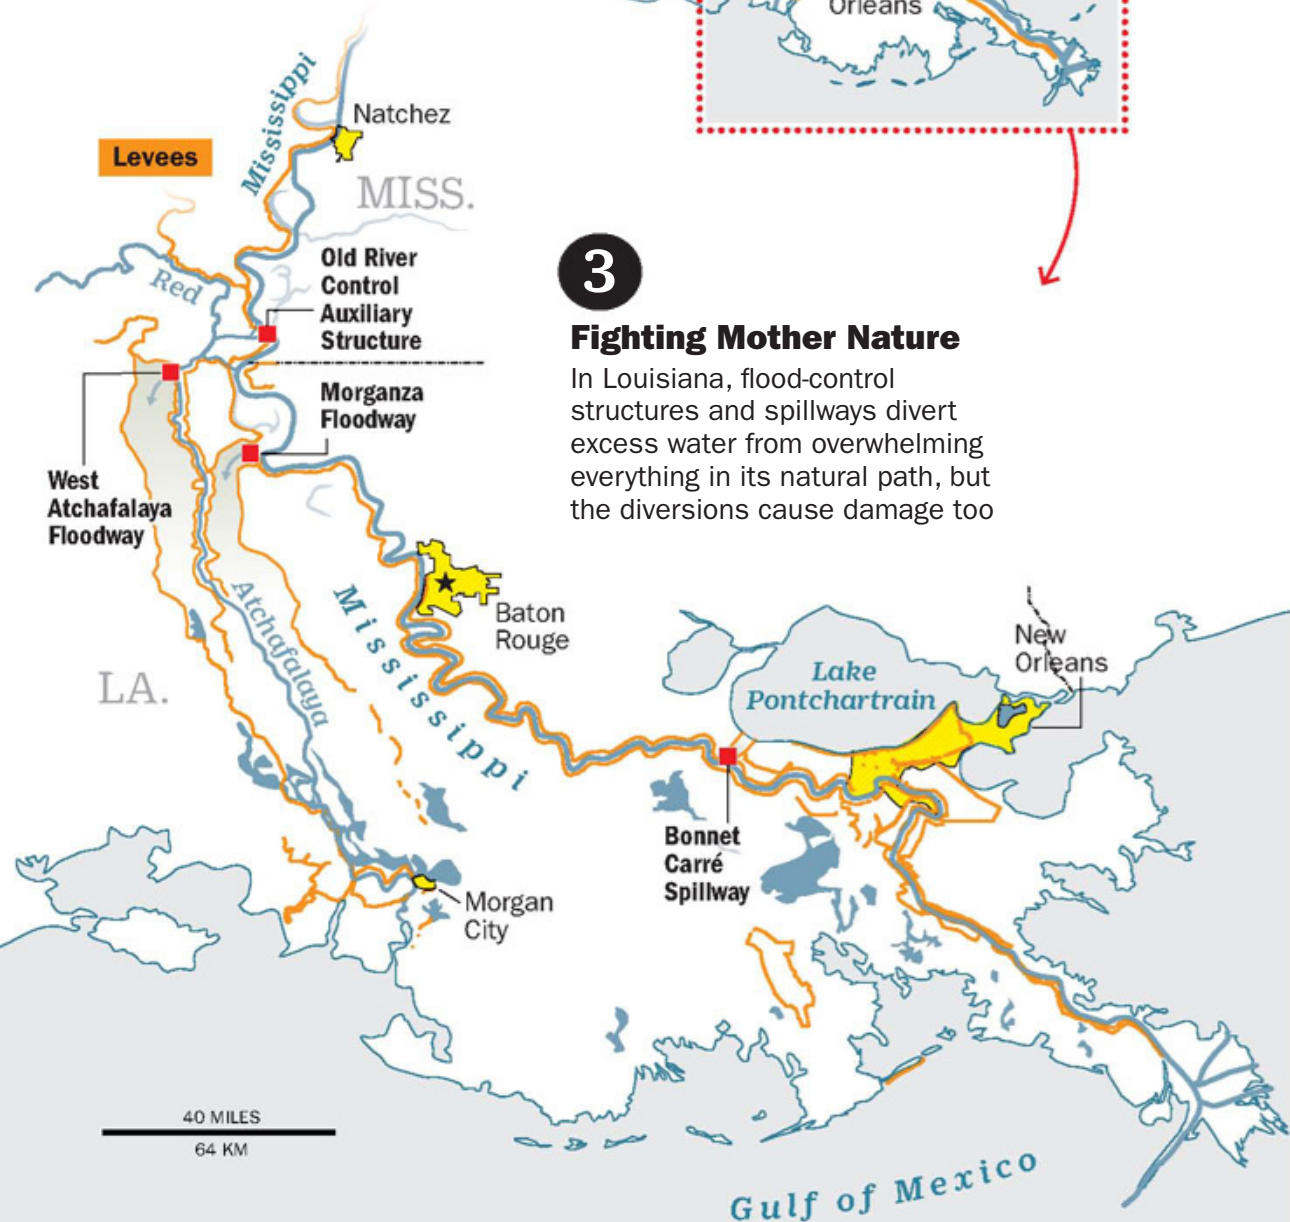 Orleans
Mississippi
Natchez
Levees
MISS.
Old River
Control
Auxiliary
Structure
Red
3
Fighting Mother Nature
In Louisiana, flood-control
structures and spillways divert
excess water from overwhelming
everything in its natural path, but
the diversions cause damage too
Morganza
Floodway
West
Atchafalaya
Floodway
Atchafalaya
Mississippi
Baton
Rouge
New
Orleans
Lake
Pontchartrain
LA.
Bonnet
Carré
Spillway
Morgan
City
40 MILES
64 KM
Gulf of Mexico